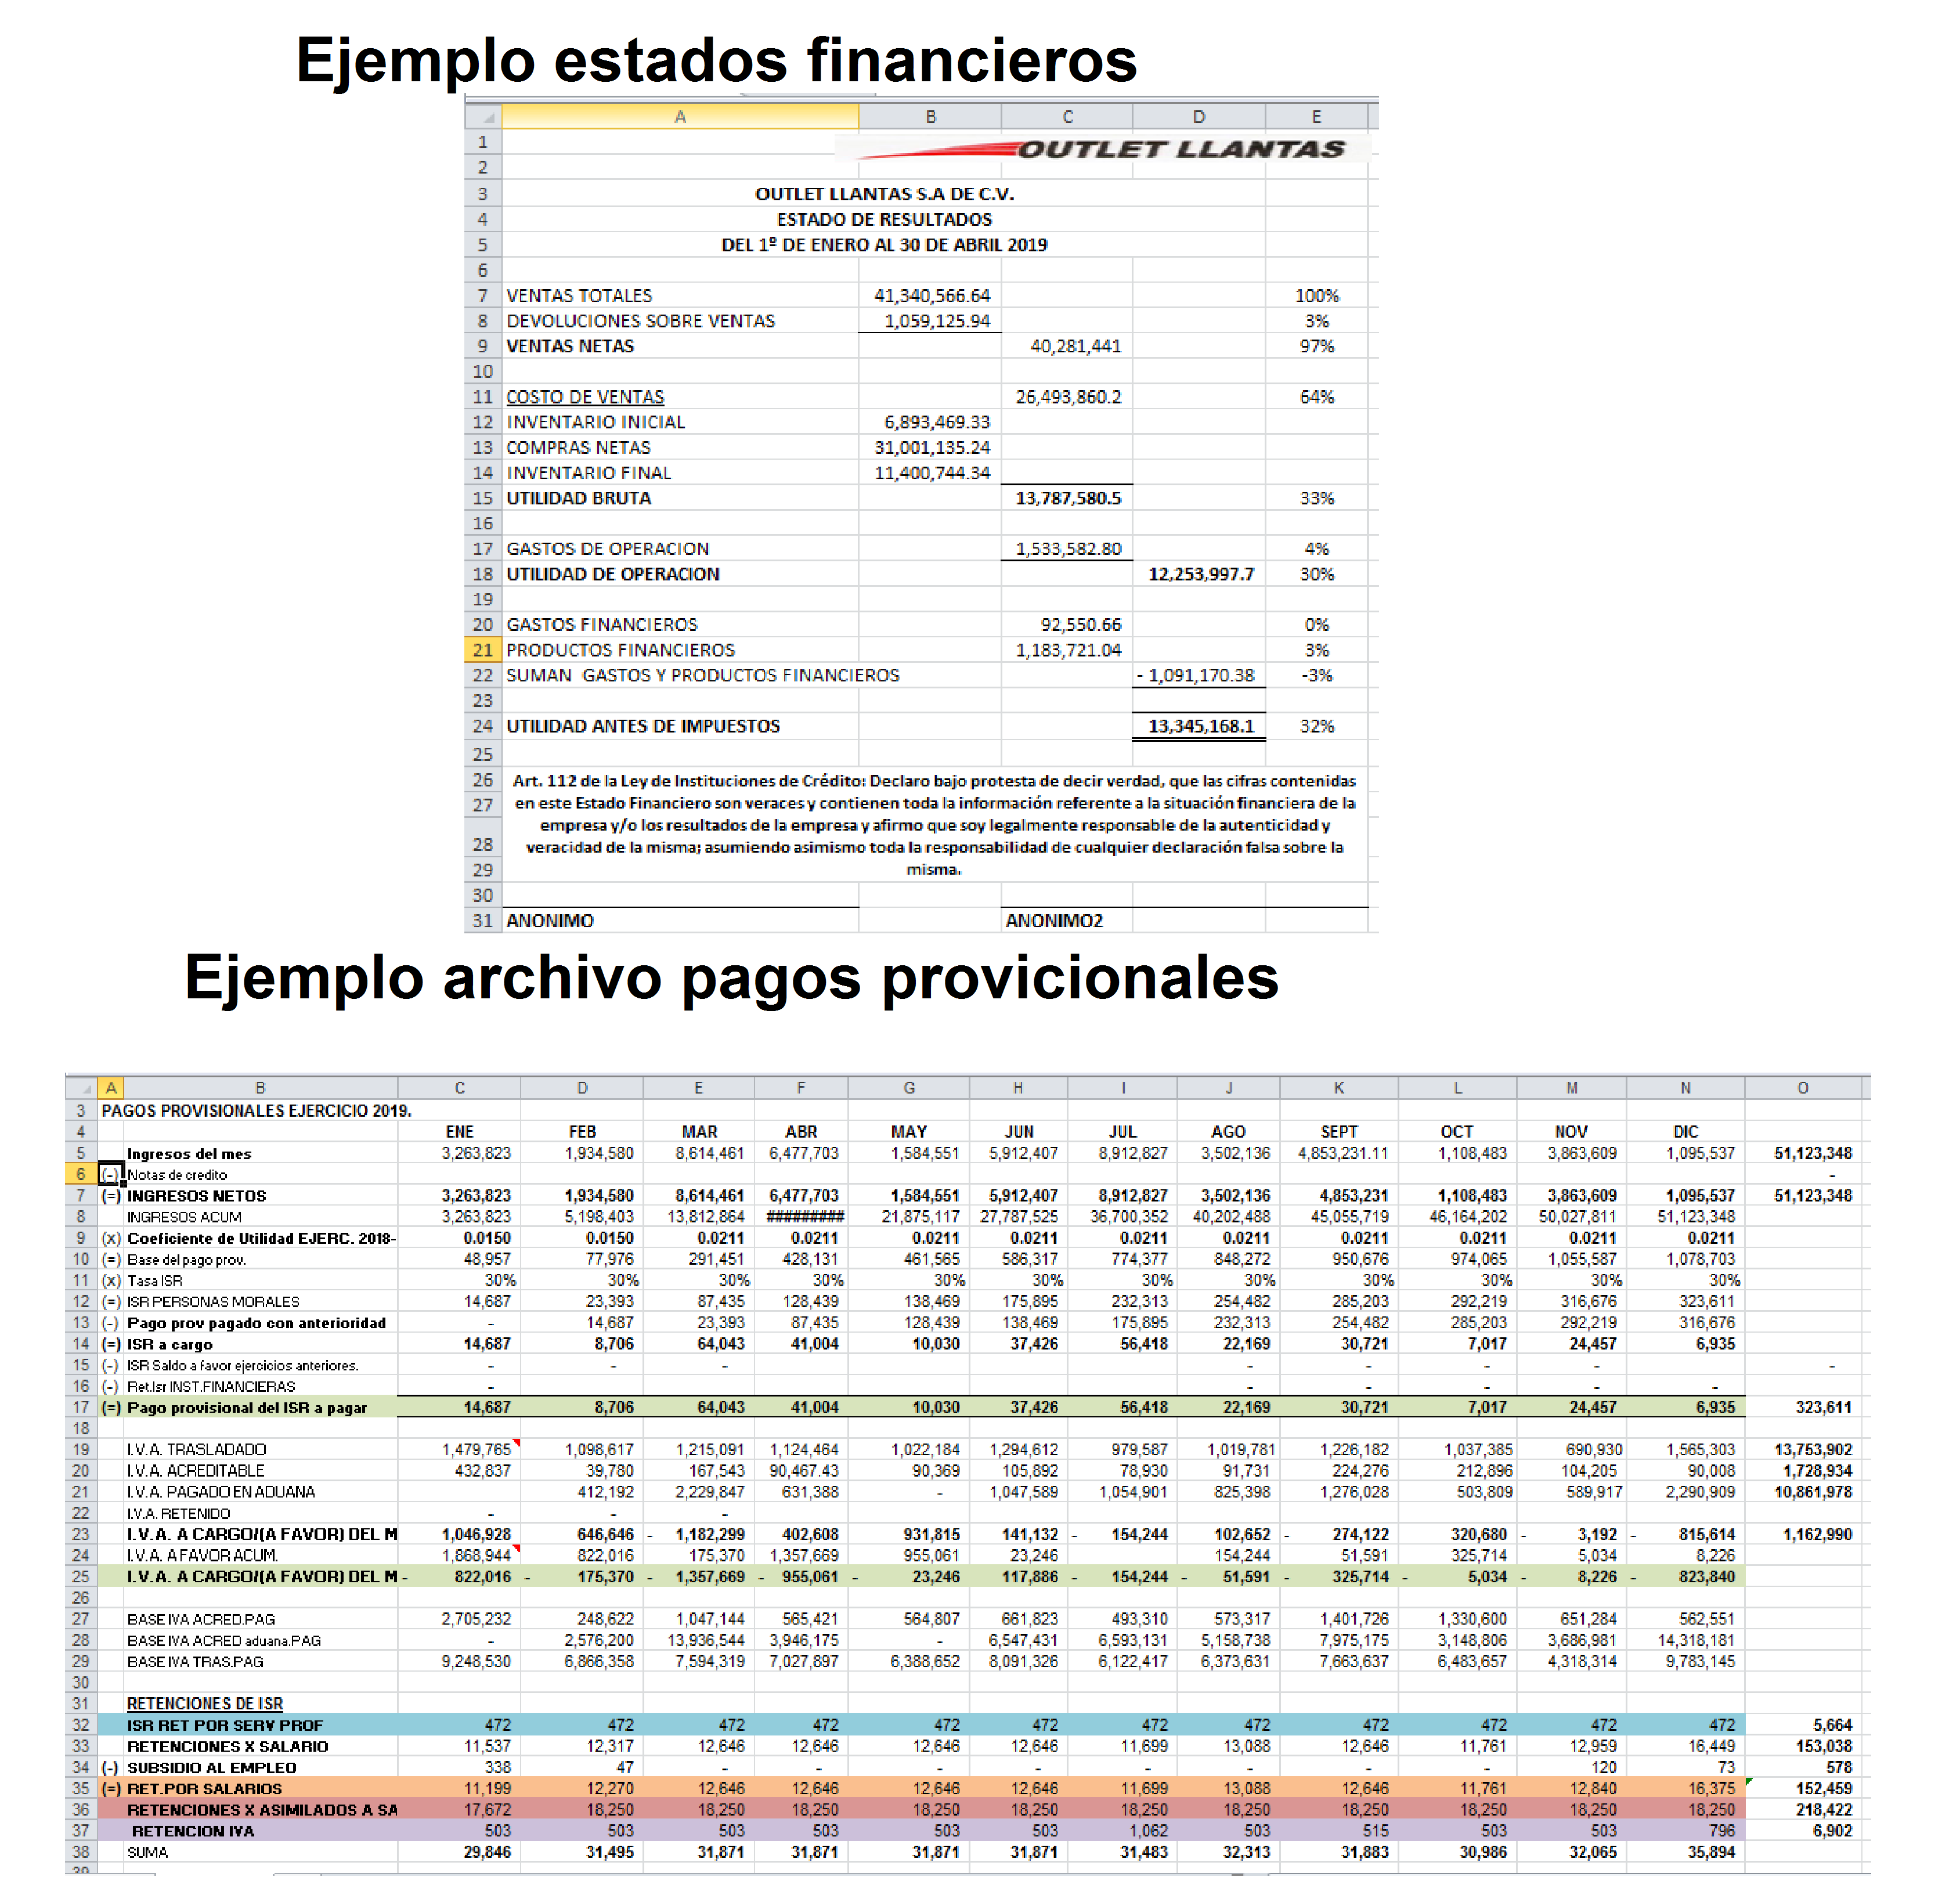 Ejemplo estados financieros
A B C D E
1 OUTLET LLANTAS
2
3 OUTLET LLANTAS S.A DE C.V.
4 ESTADO DE RESULTADOS
5 DEL 1º DE ENERO AL 30 DE ABRIL 2019
6
7 VENTAS TOTALES 41,340,566.64 100%
8 DEVOLUCIONES SOBRE VENTAS 1,059,125.94 3%
9 VENTAS NETAS 40,281,441 97%
10
11 COSTO DE VENTAS 26,493,860.2 64%
12 INVENTARIO INICIAL 6,893,469.33
13 COMPRAS NETAS 31,001,135.24
14 INVENTARIO FINAL 11,400,744.34
15 UTILIDAD BRUTA 13,787,580.5 33%
16
17 GASTOS DE OPERACION 1,533,582.80 4%
18 UTILIDAD DE OPERACION 12,253,997.7 30%
19
20 GASTOS FINANCIEROS 92,550.66 0%
21 PRODUCTOS FINANCIEROS 1,183,721.04 3%
22 SUMAN GASTOS Y PRODUCTOS FINANCIEROS - 1,091,170.38 -3%
23
24 UTILIDAD ANTES DE IMPUESTOS 13,345,168.1 32%
25
26 Art. 112 de la Ley de Instituciones de Crédito: Declaro bajo protesta de decir verdad, que las cifras contenidas
27 en este Estado Financiero son veraces y contienen toda la información referente a la situación financiera de la
empresa y/o los resultados de la empresa y afirmo que soy legalmente responsable de la autenticidad y
28 veracidad de la misma; asumiendo asimismo toda la responsabilidad de cualquier declaración falsa sobre la
29 misma.
30
31 ANONIMO ANONIMO2
Ejemplo archivo pagos provicionales
A B C D E F G H I J K L M N O
3 PAGOS PROVISIONALES EJERCICIO 2019.
4 ENE FEB MAR ABR MAY JUN JUL AGO SEPT OCT NOV DIC
5 Ingresos del mes 3,263,823 1,934,580 8,614,461 6,477,703 1,584,551 5,912,407 8,912,827 3,502,136 4,853,231.11 1,108,483 3,863,609 1,095,537 51,123,348
6 (-) Notas de credito -
7 (=) INGRESOS NETOS 3,263,823 1,934,580 8,614,461 6,477,703 1,584,551 5,912,407 8,912,827 3,502,136 4,853,231 1,108,483 3,863,609 1,095,537 51,123,348
8 INGRESOS ACUM 3,263,823 5,198,403 13,812,864 ######### 21,875,117 27,787,525 36,700,352 40,202,488 45,055,719 46,164,202 50,027,811 51,123,348
9 (x) Coeficiente de Utilidad EJERC. 2018- 0.0150 0.0150 0.0211 0.0211 0.0211 0.0211 0.0211 0.0211 0.0211 0.0211 0.0211 0.0211
10 (=) Base del pago prov. 48,957 77,976 291,451 428,131 461,565 586,317 774,377 848,272 950,676 974,065 1,055,587 1,078,703
11 (x) Tasa ISR 30% 30% 30% 30% 30% 30% 30% 30% 30% 30% 30% 30%
12 (=) ISR PERSONAS MORALES 14,687 23,393 87,435 128,439 138,469 175,895 232,313 254,482 285,203 292,219 316,676 323,611
13 (-) Pago prov pagado con anterioridad - 14,687 23,393 87,435 128,439 138,469 175,895 232,313 254,482 285,203 292,219 316,676
14 (=) ISR a cargo 14,687 8,706 64,043 41,004 10,030 37,426 56,418 22,169 30,721 7,017 24,457 6,935
15 (-) ISR Saldo a favor ejercicios anteriores. - - - - - - - -
16 (-) Ret.Isr INST.FINANCIERAS - - - - - -
17 (=) Pago provisional del ISR a pagar 14,687 8,706 64,043 41,004 10,030 37,426 56,418 22,169 30,721 7,017 24,457 6,935 323,611
18
19 I.V.A. TRASLADADO 1,479,765 1,098,617 1,215,091 1,124,464 1,022,184 1,294,612 979,587 1,019,781 1,226,182 1,037,385 690,930 1,565,303 13,753,902
20 I.V.A. ACREDITABLE 432,837 39,780 167,543 90,467.43 90,369 105,892 78,930 91,731 224,276 212,896 104,205 90,008 1,728,934
21 I.V.A. PAGADO EN ADUANA 412,192 2,229,847 631,388 - 1,047,589 1,054,901 825,398 1,276,028 503,809 589,917 2,290,909 10,861,978
22 I.V.A. RETENIDO - - -
23 I.V.A. A CARGO/(A FAVOR) DEL M 1,046,928 646,646 - 1,182,299 402,608 931,815 141,132 - 154,244 102,652 - 274,122 320,680 - 3,192 - 815,614 1,162,990
24 I.V.A. A FAVOR ACUM. 1,868,944 822,016 175,370 1,357,669 955,061 23,246 154,244 51,591 325,714 5,034 8,226
25 I.V.A. A CARGO/(A FAVOR) DEL M - 822,016 - 175,370 - 1,357,669 - 955,061 - 23,246 117,886 - 154,244 - 51,591 - 325,714 - 5,034 - 8,226 - 823,840
26
27 BASE IVA ACRED.PAG 2,705,232 248,622 1,047,144 565,421 564,807 661,823 493,310 573,317 1,401,726 1,330,600 651,284 562,551
28 BASE IVA ACRED aduana.PAG - 2,576,200 13,936,544 3,946,175 - 6,547,431 6,593,131 5,158,738 7,975,175 3,148,806 3,686,981 14,318,181
29 BASE IVA TRAS.PAG 9,248,530 6,866,358 7,594,319 7,027,897 6,388,652 8,091,326 6,122,417 6,373,631 7,663,637 6,483,657 4,318,314 9,783,145
30
31 RETENCIONES DE ISR
32 ISR RET POR SERV PROF 472 472 472 472 472 472 472 472 472 472 472 472 5,664
33 RETENCIONES X SALARIO 11,537 12,317 12,646 12,646 12,646 12,646 11,699 13,088 12,646 11,761 12,959 16,449 153,038
34 (-) SUBSIDIO AL EMPLEO 338 47 - - - - - - - - 120 73 578
35 (=) RET.POR SALARIOS 11,199 12,270 12,646 12,646 12,646 12,646 11,699 13,088 12,646 11,761 12,840 16,375 152,459
36 RETENCIONES X ASIMILADOS A SA 17,672 18,250 18,250 18,250 18,250 18,250 18,250 18,250 18,250 18,250 18,250 18,250 218,422
37 RETENCION IVA 503 503 503 503 503 503 1,062 503 515 503 503 796 6,902
38 SUMA 29,846 31,495 31,871 31,871 31,871 31,871 31,483 32,313 31,883 30,986 32,065 35,894